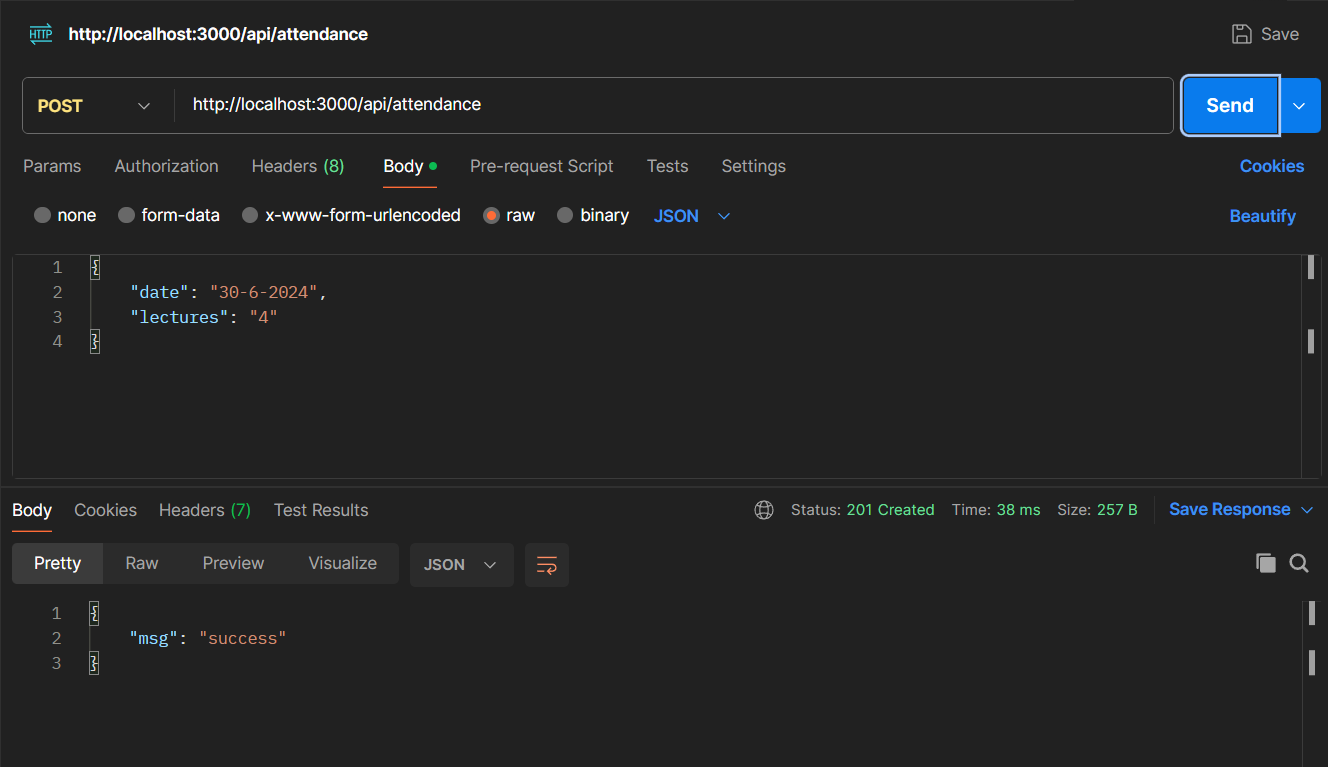 HTTP http://localhost:3000/api/attendance Save
POST http://localhost:3000/api/attendance Send
Params Authorization Headers (8) Body Pre-request Script Tests Settings Cookies
none form-data x-www-form-urlencoded raw binary JSON Beautify
1 {
2 "date": "30-6-2024",
3 "lectures": "4"
4 }
Body Cookies Headers (7) Test Results Status: 201 Created Time: 38 ms Size: 257 B Save Response
Pretty Raw Preview Visualize JSON
1 {
2 "msg": "success"
3 }